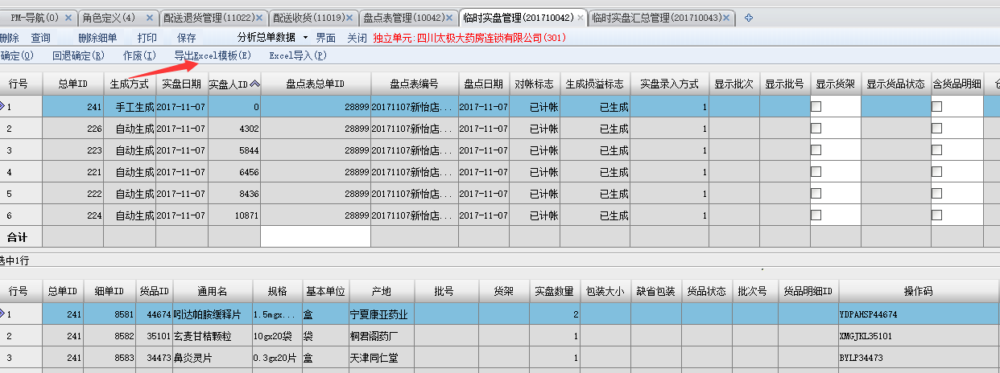 PM-导航(0) 角色定义(4) 配送退货管理(11022) 配送收货(11019) 盘点表管理(10042) 临时实盘管理(201710042) 临时实盘汇总管理(201710043)
删除 查询 删除细单 打印 保存 分析总单数据 界面 关闭 独立单元:四川太极大药房连锁有限公司(301)
确定(O) 回退确定(R) 作废(I) 导出Excel模板(E) Excel导入(P)
行号 总单ID 生成方式 实盘日期 实盘人ID 盘点表总单ID 盘点表编号 盘点日期 对帐标志 生成损益标志 实盘录入方式 显示批次 显示批号 显示货架 显示货品状态 含货品明细
1 241 手工生成 2017-11-07 0 28899 20171107新怡店... 2017-11-07 已计帐 已生成 1
2 226 自动生成 2017-11-07 4302 28899 20171107新怡店... 2017-11-07 已计帐 已生成 1
3 223 自动生成 2017-11-07 5844 28899 20171107新怡店... 2017-11-07 已计帐 已生成 1
4 221 自动生成 2017-11-07 6456 28899 20171107新怡店... 2017-11-07 已计帐 已生成 1
5 222 自动生成 2017-11-07 8436 28899 20171107新怡店... 2017-11-07 已计帐 已生成 1
6 224 自动生成 2017-11-07 10871 28899 20171107新怡店... 2017-11-07 已计帐 已生成 1
合计
选中1行
行号 总单ID 细单ID 货品ID 通用名 规格 基本单位 产地 批号 货架 实盘数量 包装大小 缺省包装 货品状态 批次号 货品明细ID 操作码
1 241 8581 44674 吲达帕胺缓释片 1.5mgx... 盒 宁夏康亚药业 2 YDPAHSP44674
2 241 8582 35101 玄麦甘桔颗粒 10gx20袋 袋 桐君阁药厂 1 XMGJKL35101
3 241 8583 34473 鼻炎灵片 0.3gx20片 盒 天津同仁堂 1 BYLP34473